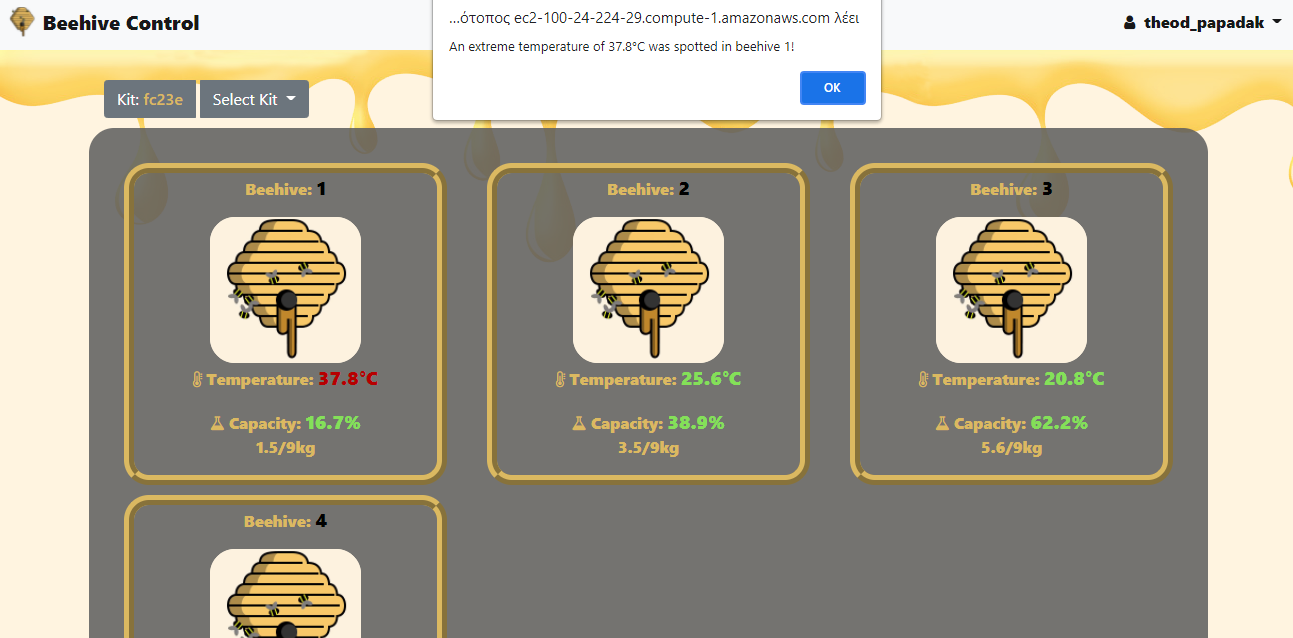 Beehive Control
...ότοπος ec2-100-24-224-29.compute-1.amazonaws.com λέει
An extreme temperature of 37.8°C was spotted in beehive 1!
OK
theod_papadak
Kit: fc23e
Select Kit
Beehive: 1
Temperature: 37.8°C
Capacity: 16.7%
1.5/9kg
Beehive: 2
Temperature: 25.6°C
Capacity: 38.9%
3.5/9kg
Beehive: 3
Temperature: 20.8°C
Capacity: 62.2%
5.6/9kg
Beehive: 4